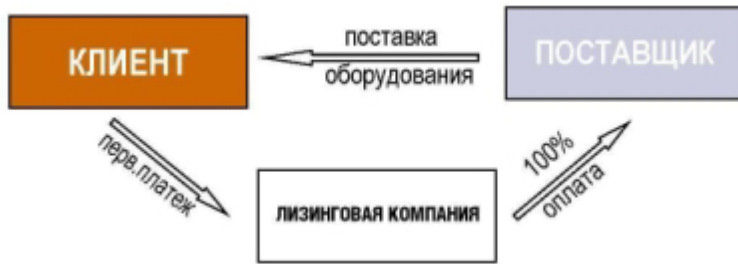 КЛИЕНТ
поставка
оборудования
ПОСТАВЩИК
перв.платеж
ЛИЗИНГОВАЯ КОМПАНИЯ
100%
оплата